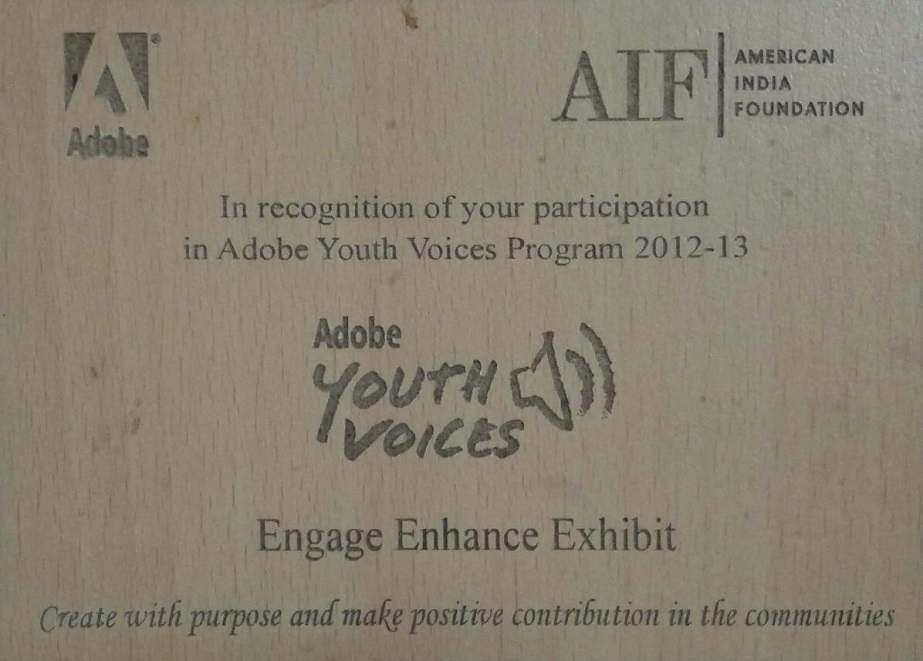 Adobe
AIF
AMERICAN
INDIA
FOUNDATION
In recognition of your participation
in Adobe Youth Voices Program 2012-13
Adobe
YOUTH
VOICES
Engage Enhance Exhibit
Create with purpose and make positive contribution in the communities